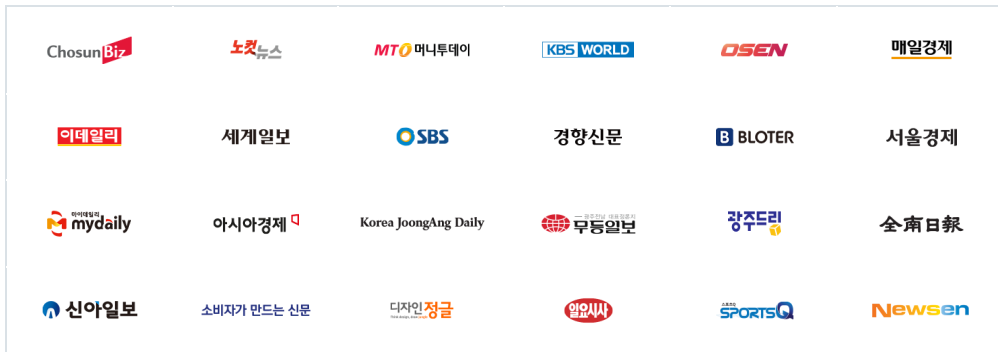 ChosunBiz
노컷뉴스
MTO 머니투데이
KBS WORLD
OSEN
매일경제
이데일리
세계일보
SBS
경향신문
B BLOTER
서울경제
마이데일리
mydaily
아시아경제
Korea JoongAng Daily
광주전남 대표정론지
무등일보
광주드림
全南日報
신아일보
소비자가 만드는 신문
디자인정글
일요시사
스포츠Q
SPORTSQ
Newsen